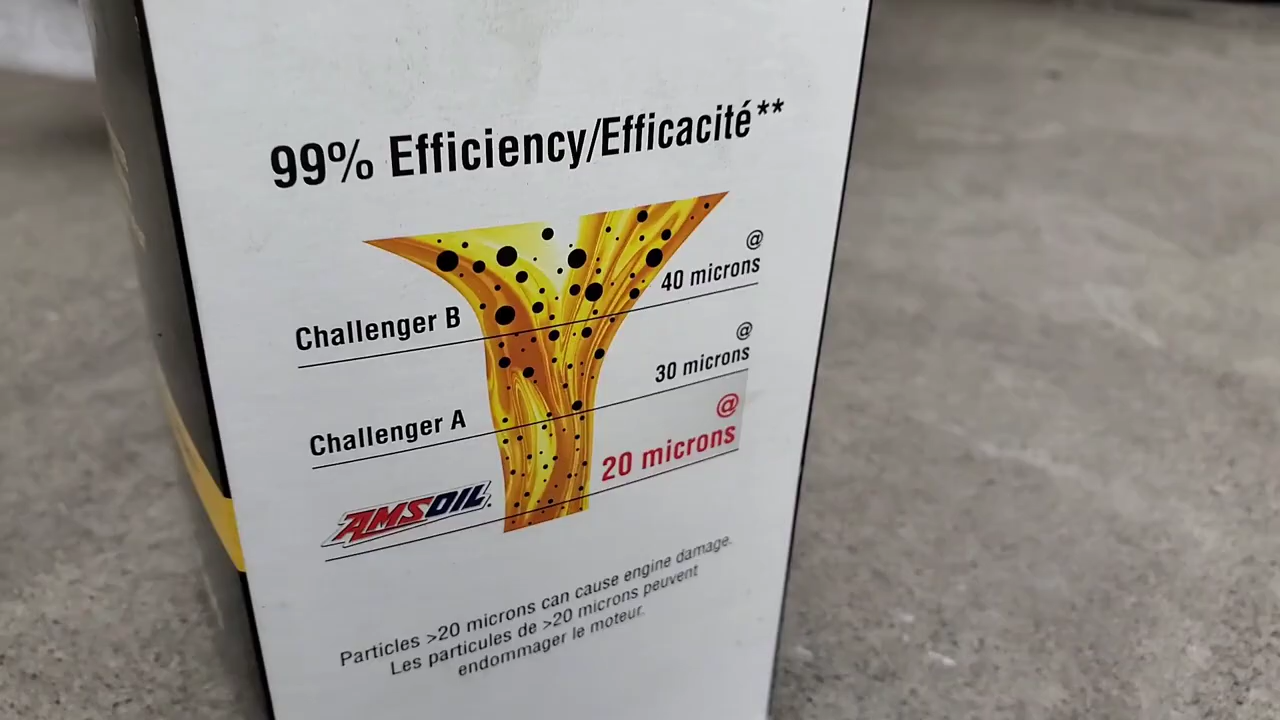 99% Efficiency/Efficacité**
@
40 microns
Challenger B
@
30 microns
Challenger A
@
20 microns
AMSOIL.
Particles >20 microns can cause engine damage.
Les particules de >20 microns peuvent
endommager le moteur.